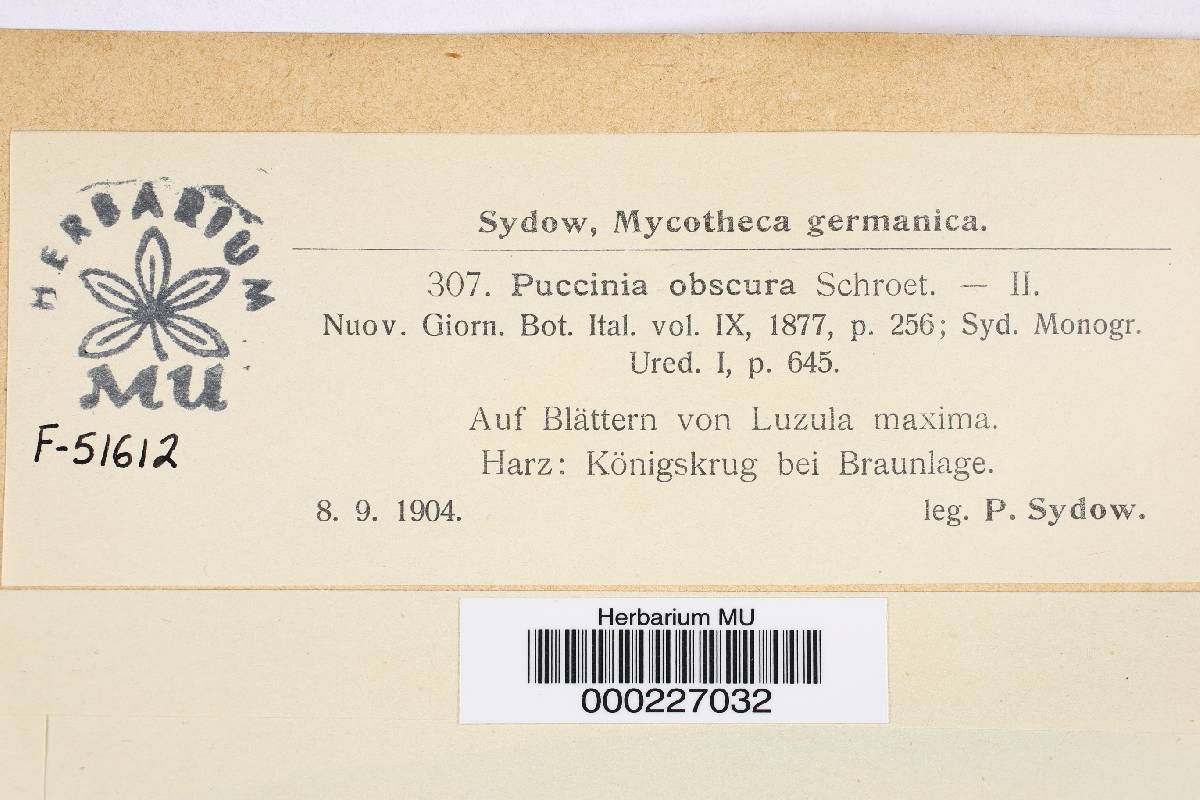 HERBARIUM
MU
F-51612
Sydow, Mycotheca germanica.
307. Puccinia obscura Schroet. — II.
Nuov. Giorn. Bot. Ital. vol. IX, 1877, p. 256; Syd. Monogr.
Ured. I, p. 645.
Auf Blättern von Luzula maxima.
Harz: Königskrug bei Braunlage.
8. 9. 1904. leg. P. Sydow.
Herbarium MU
000227032